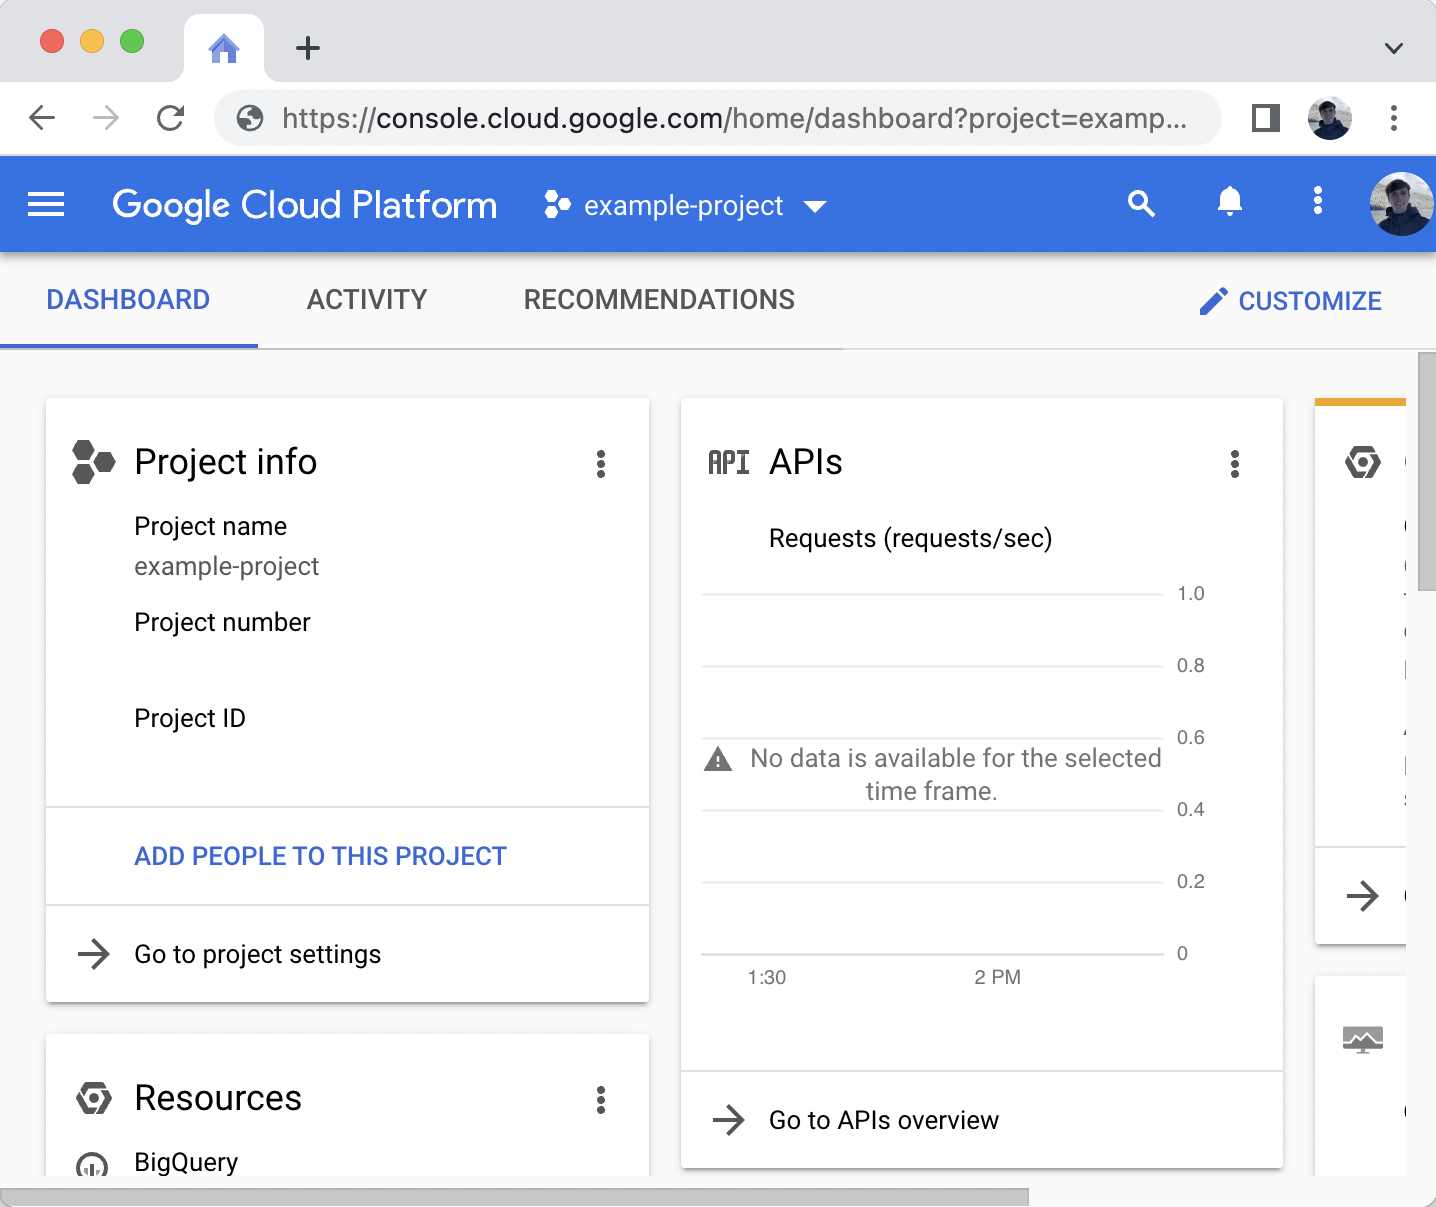 https://console.cloud.google.com/home/dashboard?project=examp...
Google Cloud Platform
example-project
DASHBOARD
ACTIVITY
RECOMMENDATIONS
CUSTOMIZE
Project info
Project name
example-project
Project number
Project ID
ADD PEOPLE TO THIS PROJECT
Go to project settings
Resources
BigQuery
API APIs
Requests (requests/sec)
1.0
0.8
0.6
No data is available for the selected
time frame.
0.4
0.2
0
1:30
2 PM
Go to APIs overview